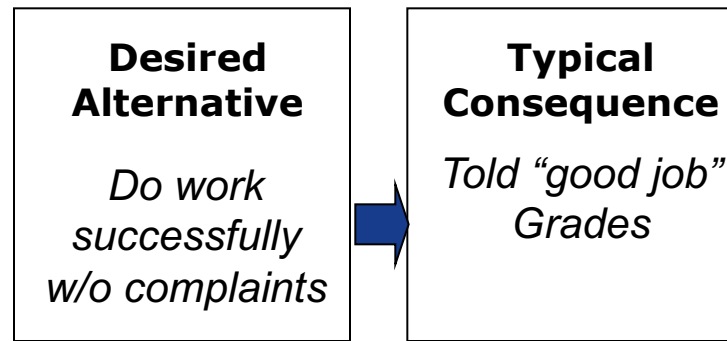 Desired
Alternative
Do work
successfully
w/o complaints
Typical
Consequence
Told “good job”
Grades